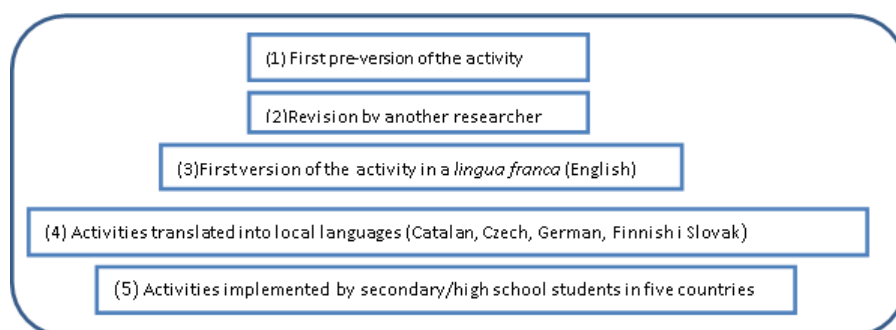 (1) First pre-version of the activity
(2)Revision by another researcher
(3)First version of the activity in a lingua franca (English)
(4) Activities translated into local languages (Catalan, Czech, German, Finnish i Slovak)
(5) Activities implemented by secondary/high school students in five countries